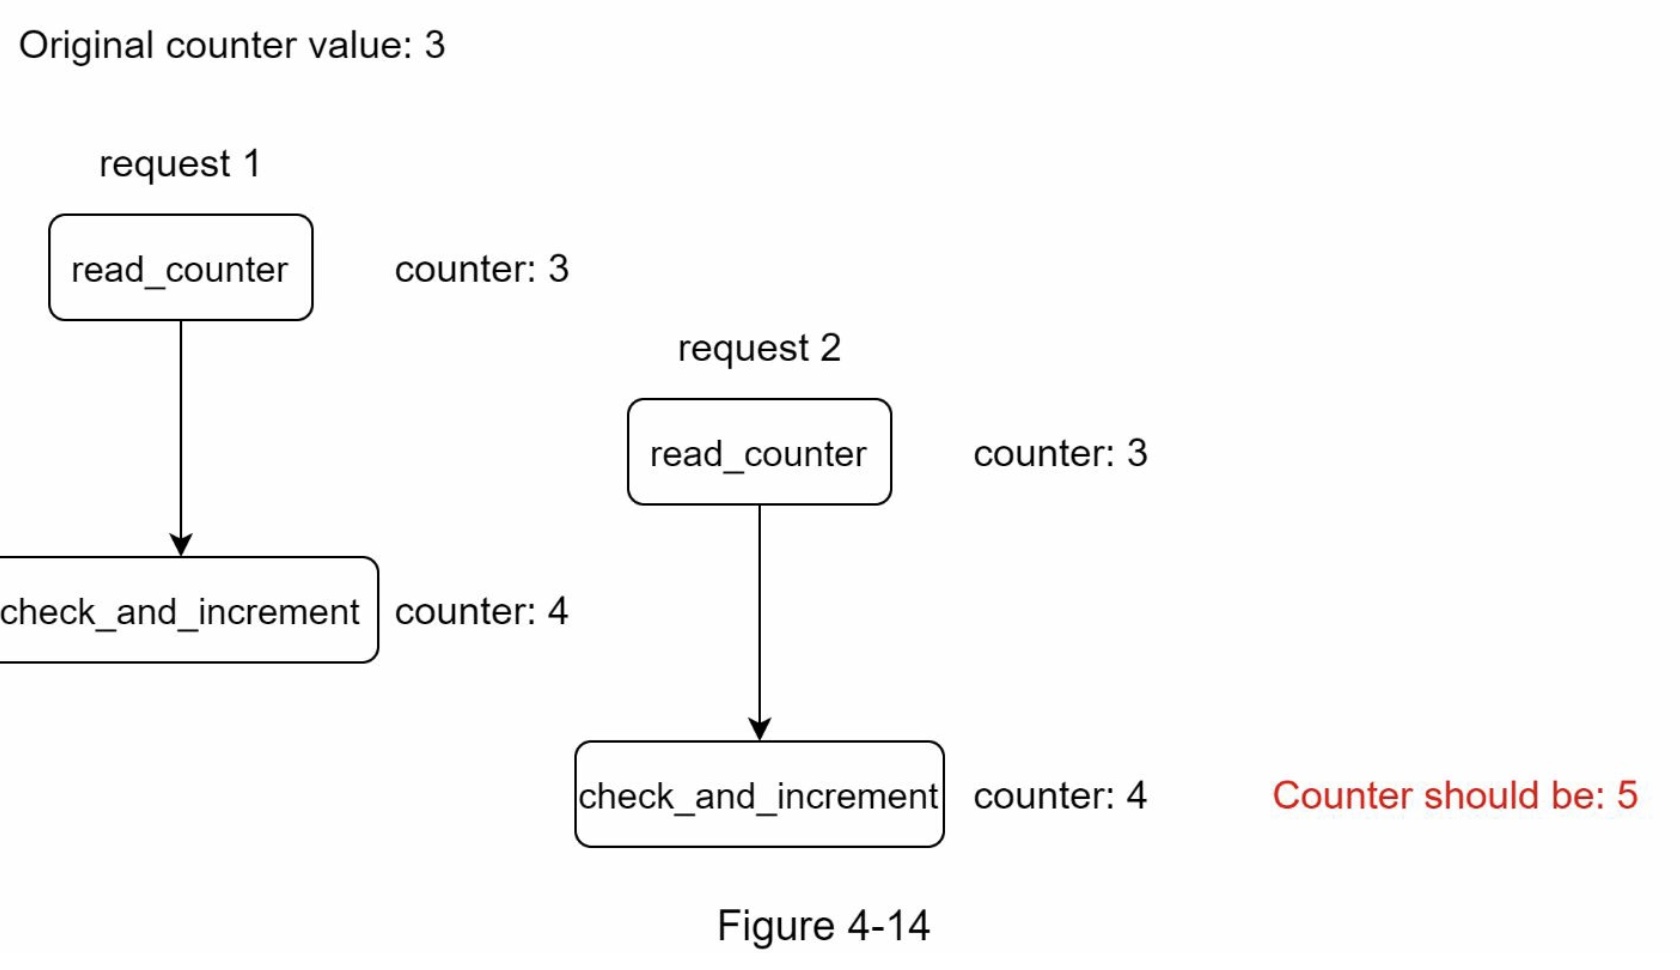 Original counter value: 3
request 1
read_counter
counter: 3
request 2
read_counter
counter: 3
check_and_increment
counter: 4
check_and_increment
counter: 4
Counter should be: 5
Figure 4-14